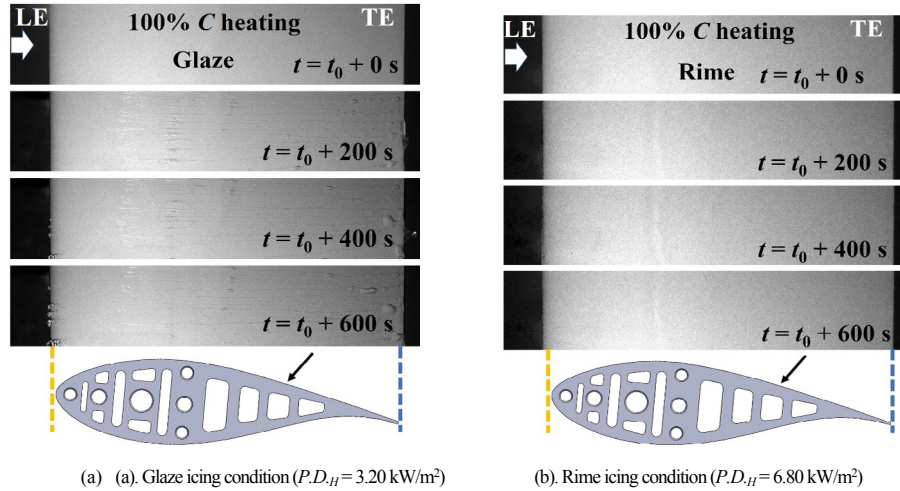 LE TE
100% C heating
Glaze t = t₀ + 0 s
t = t₀ + 200 s
t = t₀ + 400 s
t = t₀ + 600 s
(a) (a). Glaze icing condition (P.D.H = 3.20 kW/m²)
LE TE
100% C heating
Rime t = t₀ + 0 s
t = t₀ + 200 s
t = t₀ + 400 s
t = t₀ + 600 s
(b). Rime icing condition (P.D.H = 6.80 kW/m²)